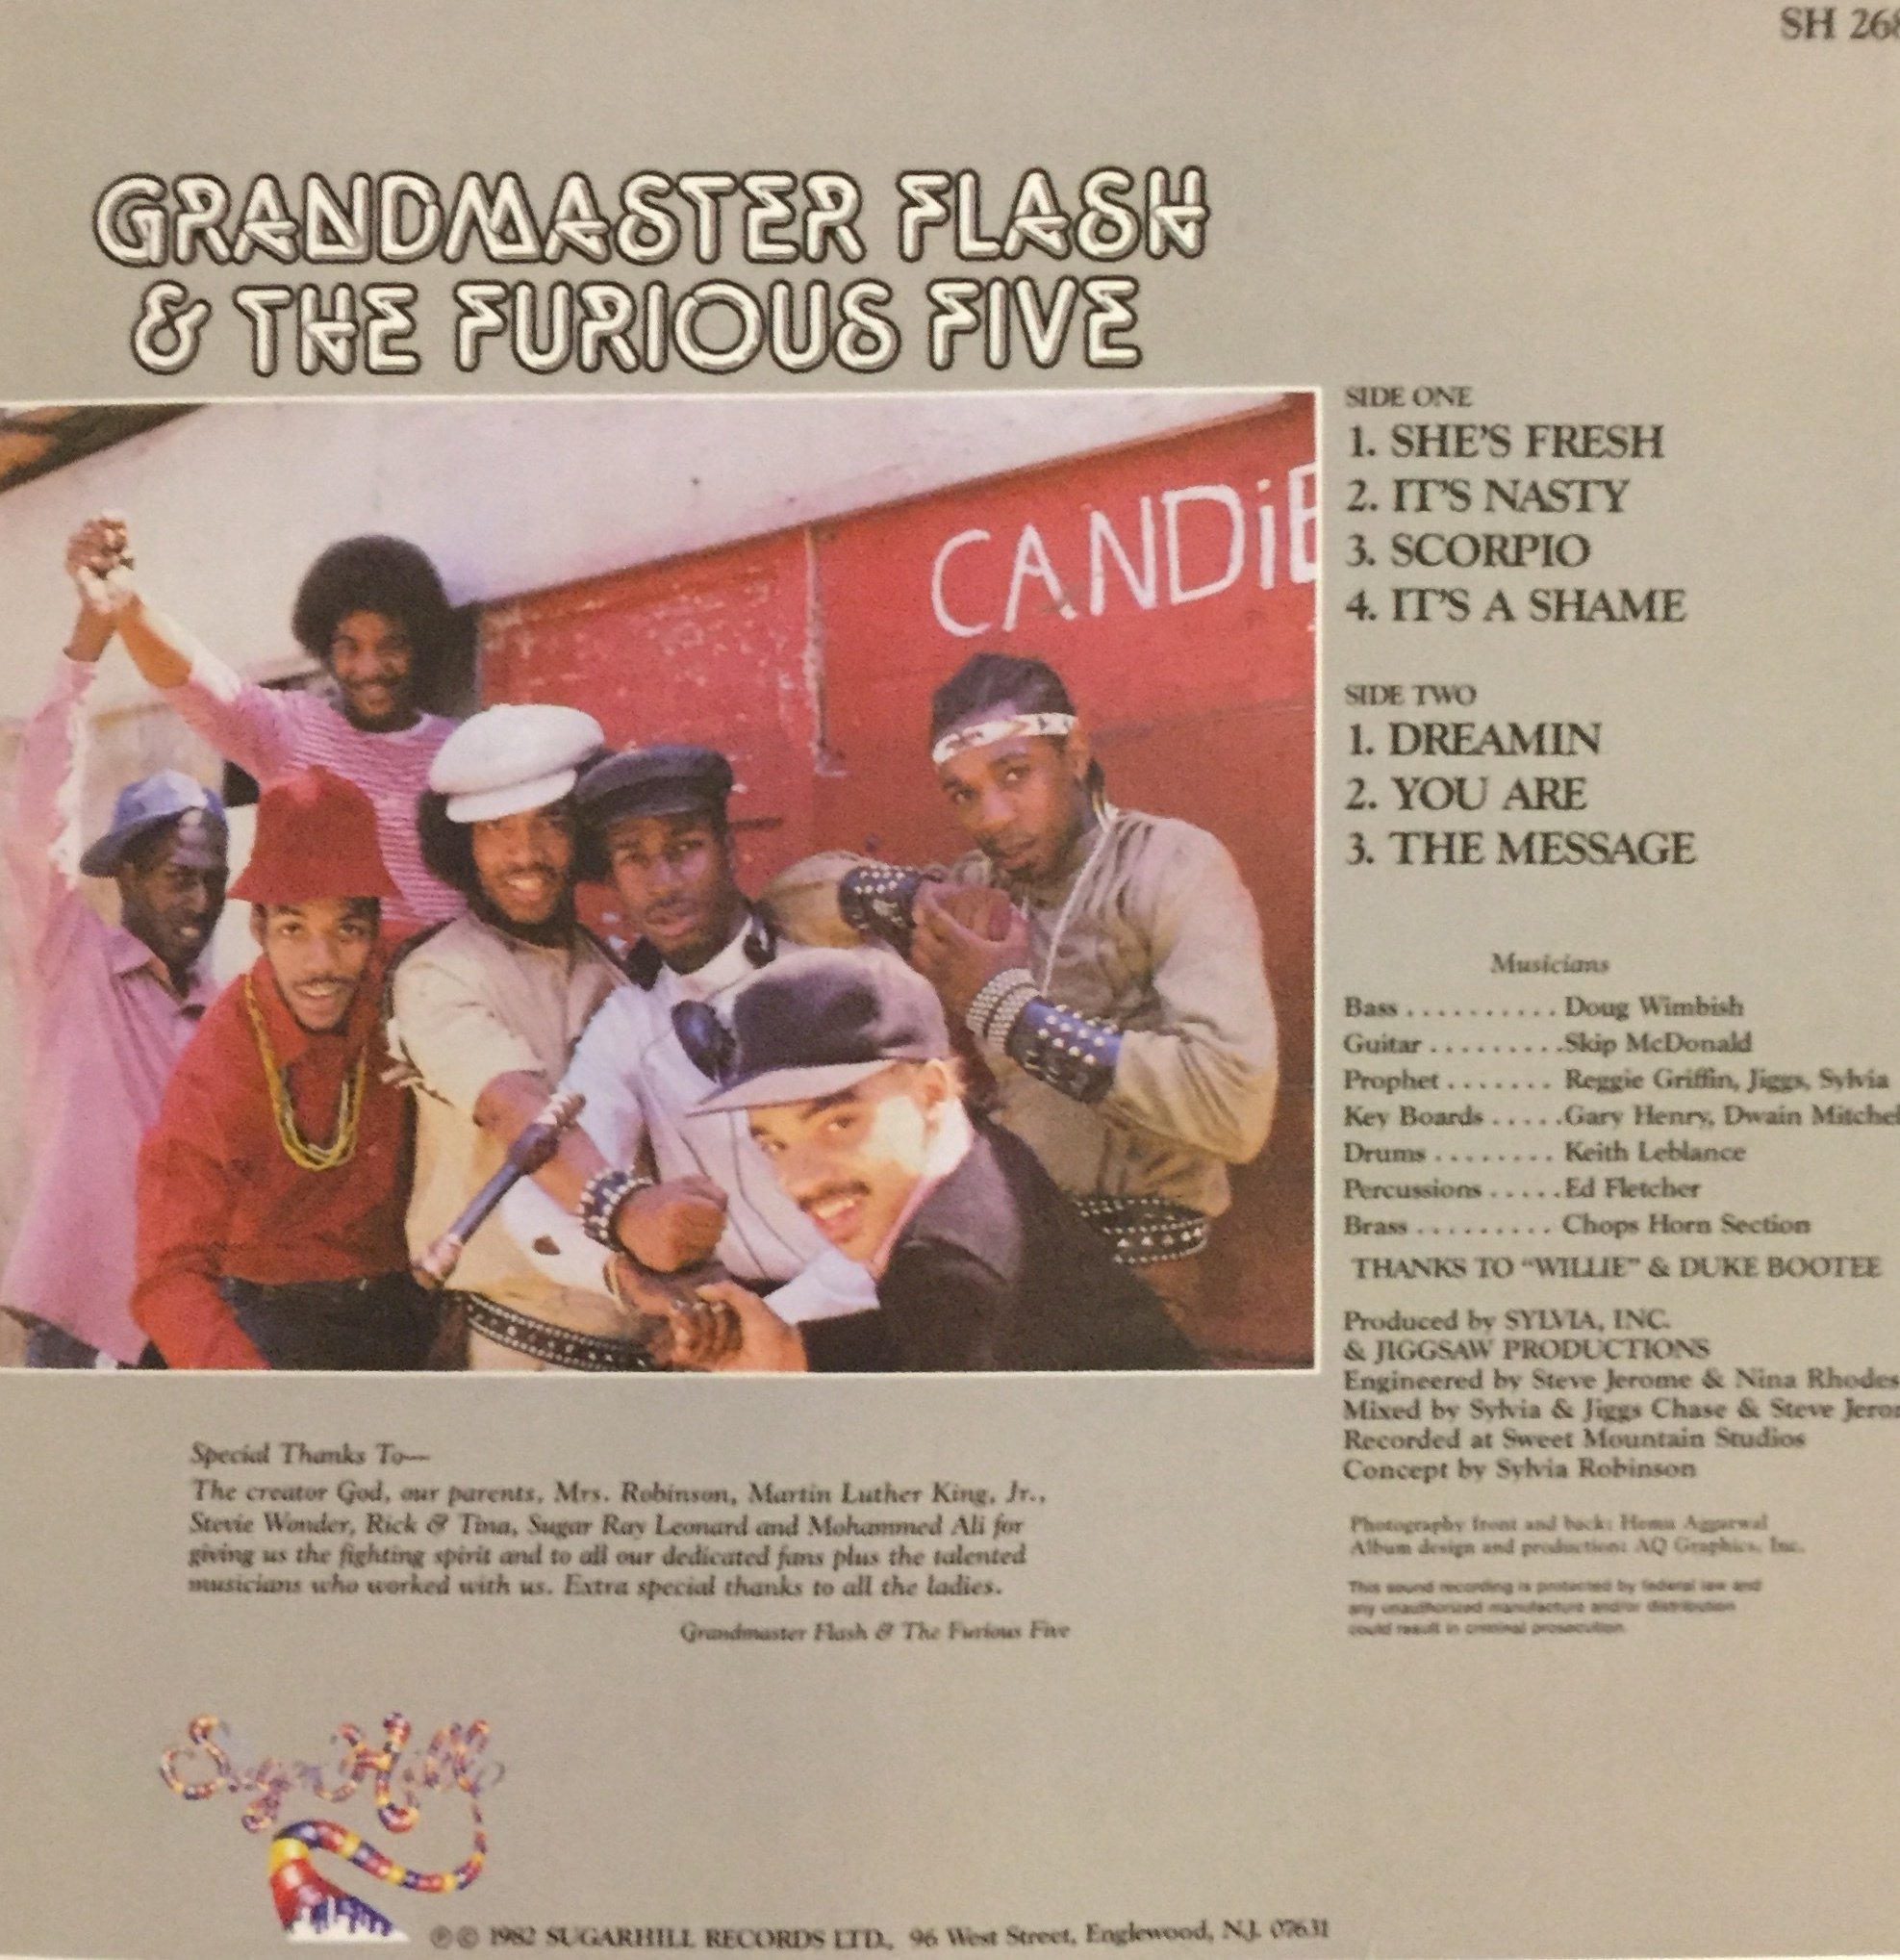 SH 268
GRANDMASTER FLASH
& THE FURIOUS FIVE
CANDiE
SIDE ONE
1. SHE'S FRESH
2. IT'S NASTY
3. SCORPIO
4. IT'S A SHAME
SIDE TWO
1. DREAMIN
2. YOU ARE
3. THE MESSAGE
Musicians
Bass .......... Doug Wimbish
Guitar .........Skip McDonald
Prophet ....... Reggie Griffin, Jiggs, Sylvia
Key Boards .....Gary Henry, Dwain Mitchel
Drums ........ Keith Leblance
Percussions .....Ed Fletcher
Brass ......... Chops Horn Section
THANKS TO “WILLIE” & DUKE BOOTEE
Produced by SYLVIA, INC.
& JIGGSAW PRODUCTIONS
Engineered by Steve Jerome & Nina Rhodes
Mixed by Sylvia & Jiggs Chase & Steve Jerom
Recorded at Sweet Mountain Studios
Concept by Sylvia Robinson
Photography front and back: Hemu Aggarwal
Album design and production: AQ Graphics, Inc.
This sound recording is protected by federal law and
any unauthorized manufacture and/or distribution
could result in criminal prosecution.
Special Thanks To—
The creator God, our parents, Mrs. Robinson, Martin Luther King, Jr.,
Stevie Wonder, Rick & Tina, Sugar Ray Leonard and Mohammed Ali for
giving us the fighting spirit and to all our dedicated fans plus the talented
musicians who worked with us. Extra special thanks to all the ladies.
Grandmaster Flash & The Furious Five
Sugar Hill
℗© 1982 SUGARHILL RECORDS LTD., 96 West Street, Englewood, N.J. 07631